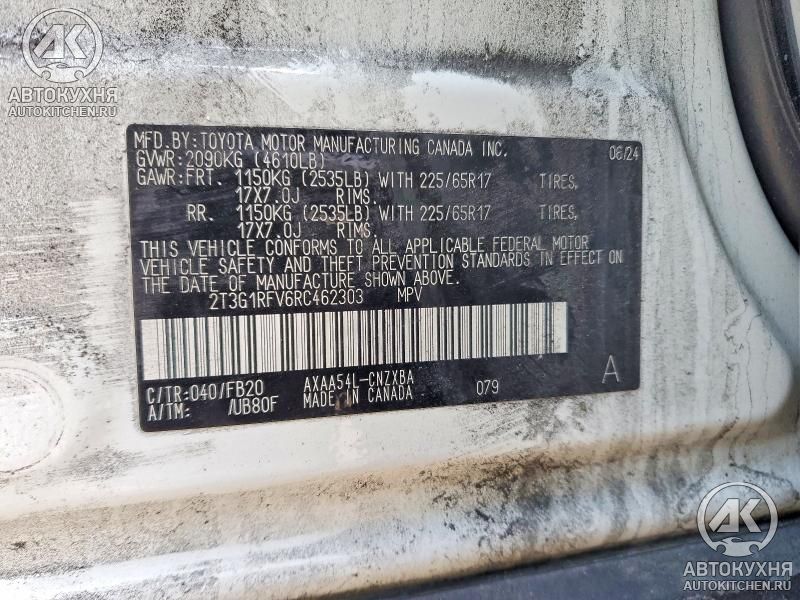 АК
АВТОКУХНЯ
AUTOKITCHEN.RU
MFD.BY:TOYOTA MOTOR MANUFACTURING CANADA INC.
GVWR:2090KG (4610LB) 06/24
GAWR:FRT. 1150KG (2535LB) WITH 225/65R17 TIRES,
17X7.0J RIMS.
RR. 1150KG (2535LB) WITH 225/65R17 TIRES,
17X7.0J RIMS.
THIS VEHICLE CONFORMS TO ALL APPLICABLE FEDERAL MOTOR
VEHICLE SAFETY AND THEFT PREVENTION STANDARDS IN EFFECT ON
THE DATE OF MANUFACTURE SHOWN ABOVE.
2T3G1RFV6RC462303 MPV
C/TR:040/FB20 AXAA54L-CNZXBA 079 A
A/TM: /UB80F MADE IN CANADA
АК
АВТОКУХНЯ
AUTOKITCHEN.RU